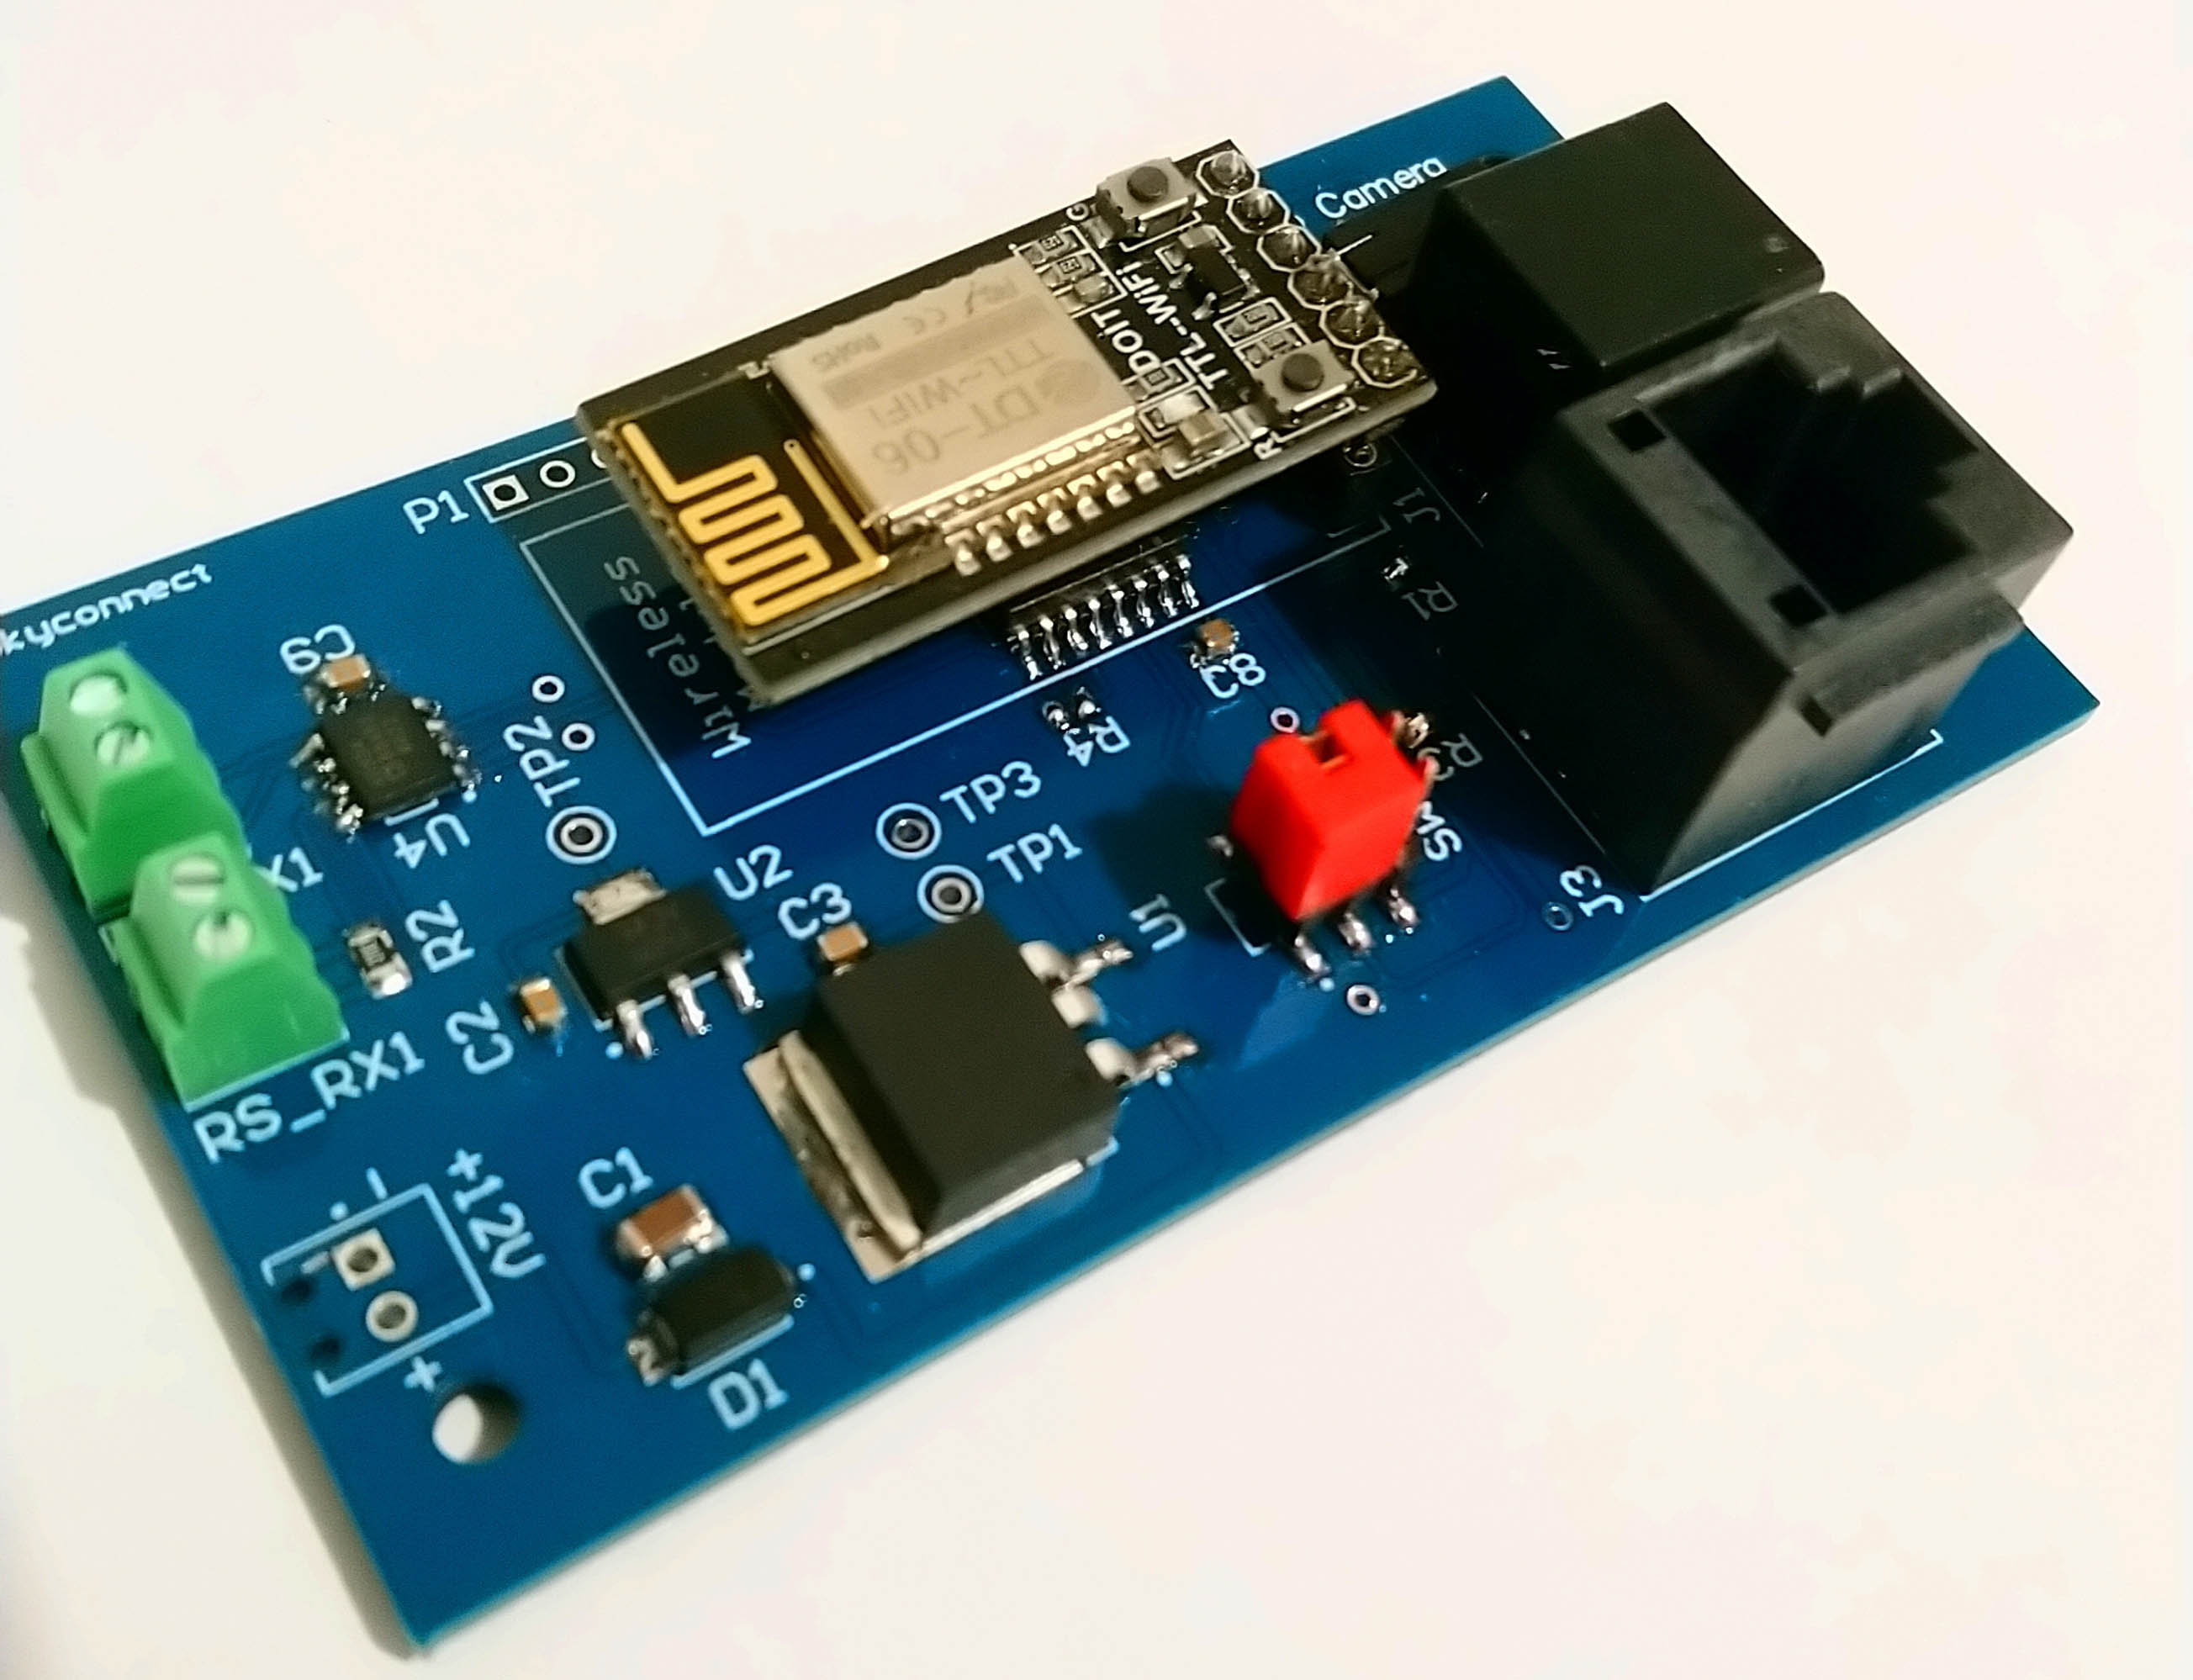 Camera
G
DOIT
TTL~WiFi
RoHS
TTL~WIFI
DT-06
R
P1
J1
R1
Wireless
kyconnect
C9
C8
TP2
R4
R3
SW
TP3
U4
X1
U2
TP1
C3
U1
J3
R2
C2
RS_RX1
+12V
-
C1
+
D1